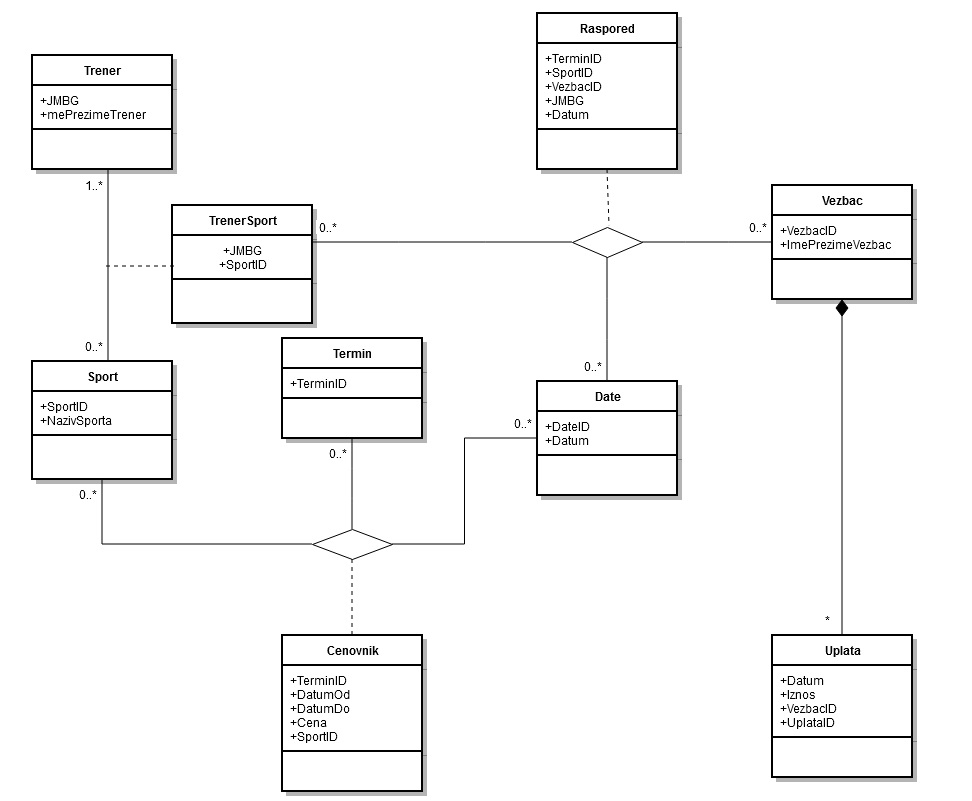 Raspored
+TerminID
+SportID
+VezbacID
+JMBG
+Datum
Trener
+JMBG
+mePrezimeTrener
1..*
TrenerSport
+JMBG
+SportID
0..*
0..*
Vezbac
+VezbacID
+ImePrezimeVezbac
0..*
Sport
+SportID
+NazivSporta
0..*
Termin
+TerminID
0..*
0..*
Date
+DateID
+Datum
0..*
Cenovnik
+TerminID
+DatumOd
+DatumDo
+Cena
+SportID
*
Uplata
+Datum
+Iznos
+VezbacID
+UplataID